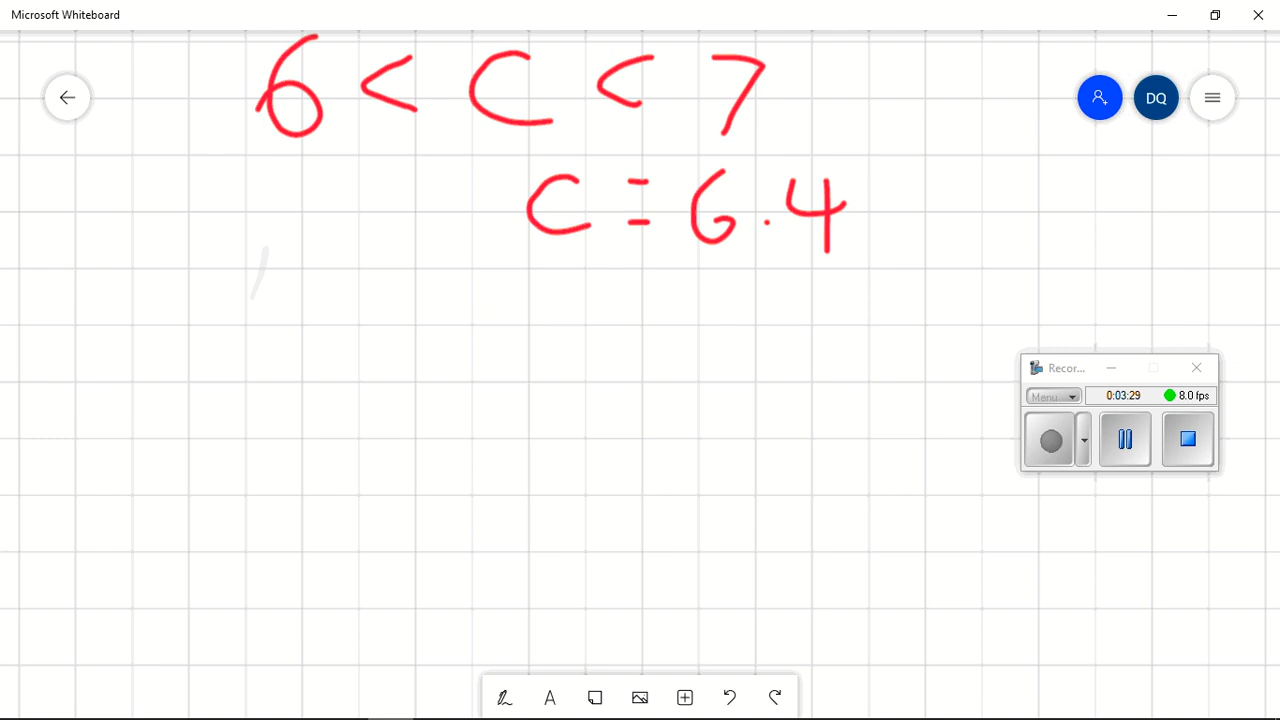 Microsoft Whiteboard
6 < C < 7
DQ
C = 6.4
Recor...
Menu
0:03:29
8.0 fps
A